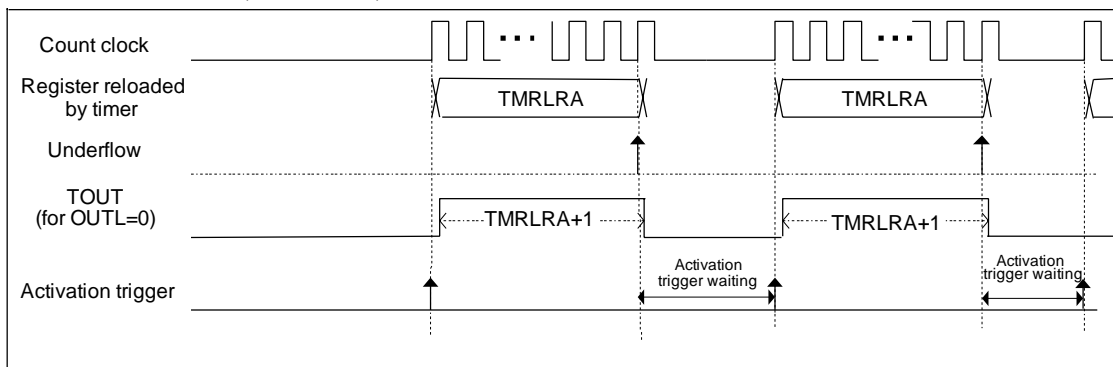 Count clock
Register reloaded
by timer
TMRLRA
TMRLRA
Underflow
TOUT
(for OUTL=0)
TMRLRA+1
TMRLRA+1
Activation trigger
Activation
trigger waiting
Activation
trigger waiting